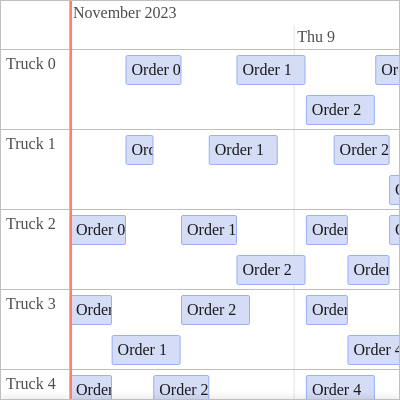 November 2023
Thu 9
Truck 0
Order 0
Order 1
Or
Order 2
Truck 1
Or
Order 1
Order 2
Truck 2
Order 0
Order 1
Order
Order 2
Order
Truck 3
Order
Order 2
Order
Order 1
Order 4
Truck 4
Order
Order 2
Order 4